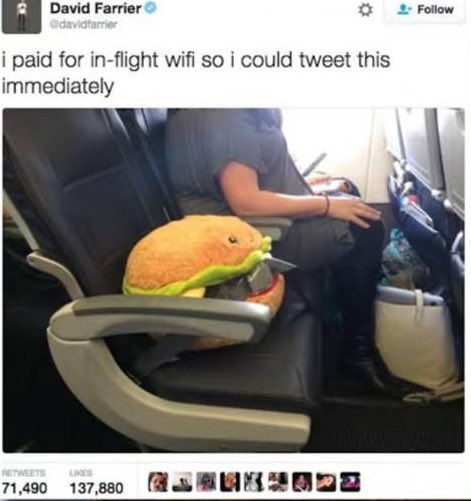 David Farrier
@davidfarrier
Follow
i paid for in-flight wifi so i could tweet this
immediately
RETWEETS LIKES
71,490 137,880